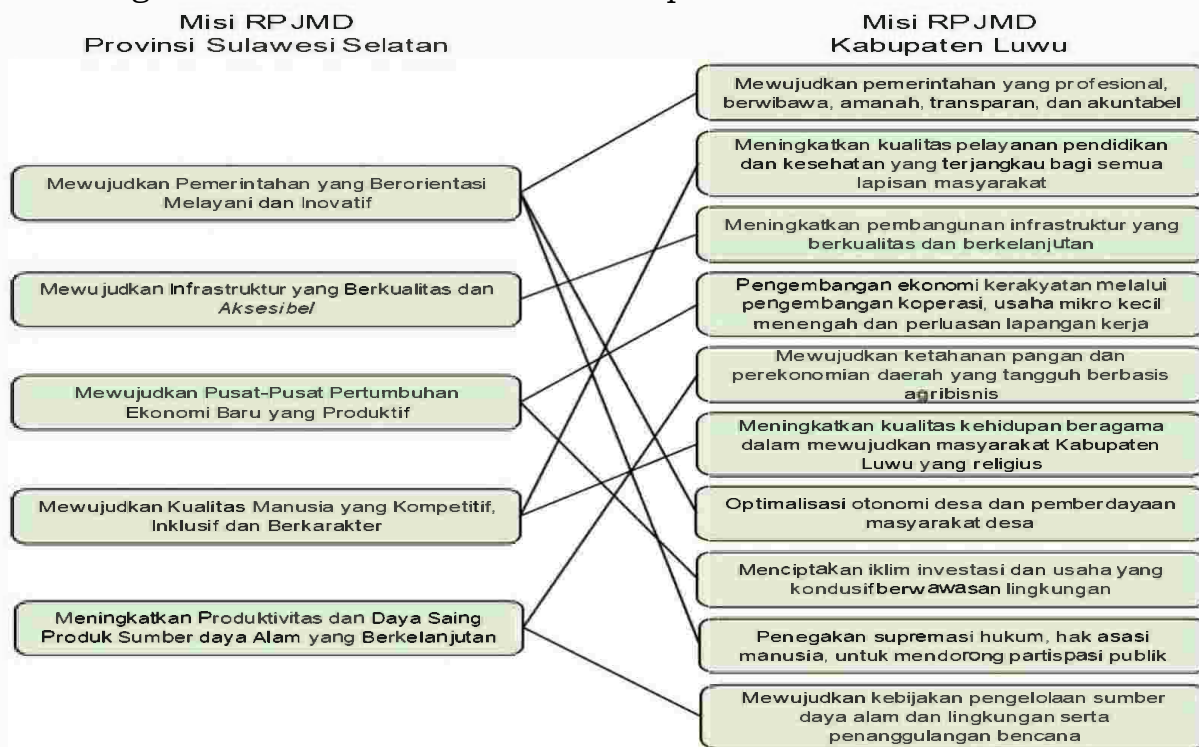 Misi RPJMD
Provinsi Sulawesi Selatan
Mewujudkan Pemerintahan yang Berorientasi
Melayani dan Inovatif
Mewujudkan Infrastruktur yang Berkualitas dan
Aksesibel
Mewujudkan Pusat-Pusat Pertumbuhan
Ekonomi Baru yang Produktif
Mewujudkan Kualitas Manusia yang Kompetitif,
Inklusif dan Berkarakter
Meningkatkan Produktivitas dan Daya Saing
Produk Sumber daya Alam yang Berkelanjutan
Misi RPJMD
Kabupaten Luwu
Mewujudkan pemerintahan yang profesional,
berwibawa, amanah, transparan, dan akuntabel
Meningkatkan kualitas pelayanan pendidikan
dan kesehatan yang terjangkau bagi semua
lapisan masyarakat
Meningkatkan pembangunan infrastruktur yang
berkualitas dan berkelanjutan
Pengembangan ekonomi kerakyatan melalui
pengembangan koperasi, usaha mikro kecil
menengah dan perluasan lapangan kerja
Mewujudkan ketahanan pangan dan
perekonomian daerah yang tangguh berbasis
agribisnis
Meningkatkan kualitas kehidupan beragama
dalam mewujudkan masyarakat Kabupaten
Luwu yang religius
Optimalisasi otonomi desa dan pemberdayaan
masyarakat desa
Menciptakan iklim investasi dan usaha yang
kondusif berwawasan lingkungan
Penegakan supremasi hukum, hak asasi
manusia, untuk mendorong partispasi publik
Mewujudkan kebijakan pengelolaan sumber
daya alam dan lingkungan serta
penanggulangan bencana